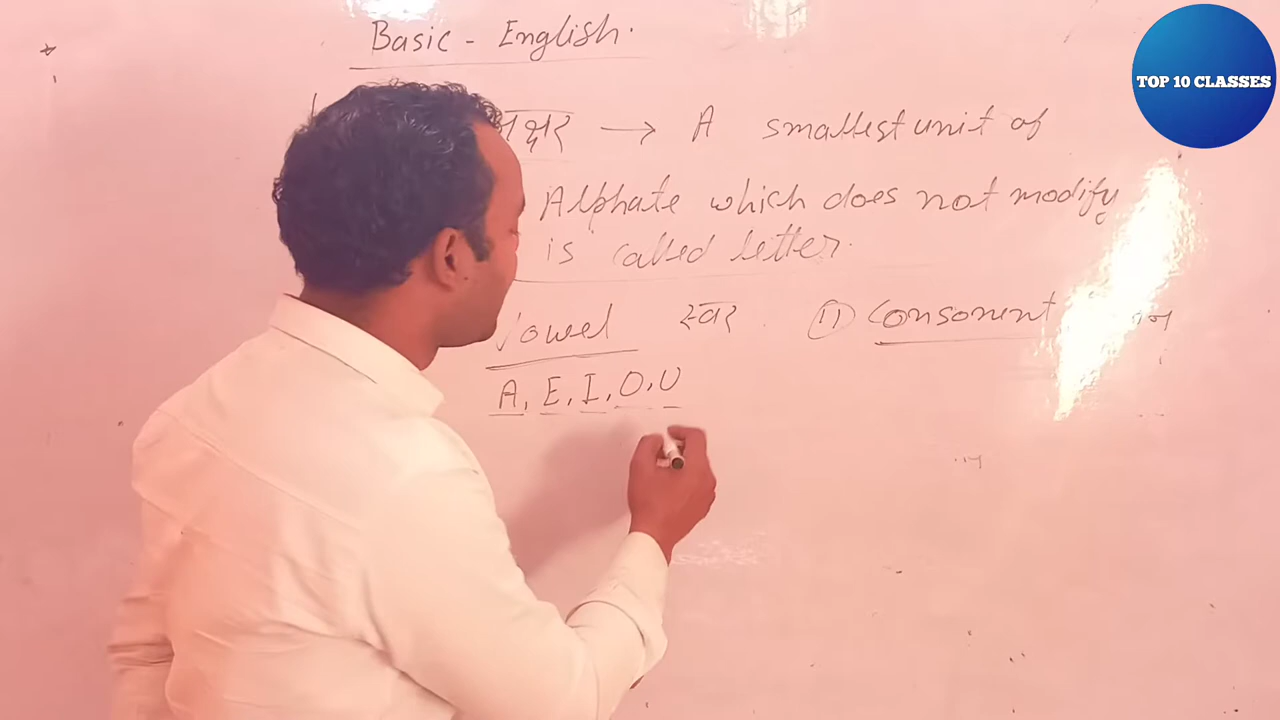 Basic - English.
TOP 10 CLASSES
→ A smallest unit of
Alphate which does not modify
is called letter.
Vowel स्वर (ii) Consonent
A, E, I, O, U